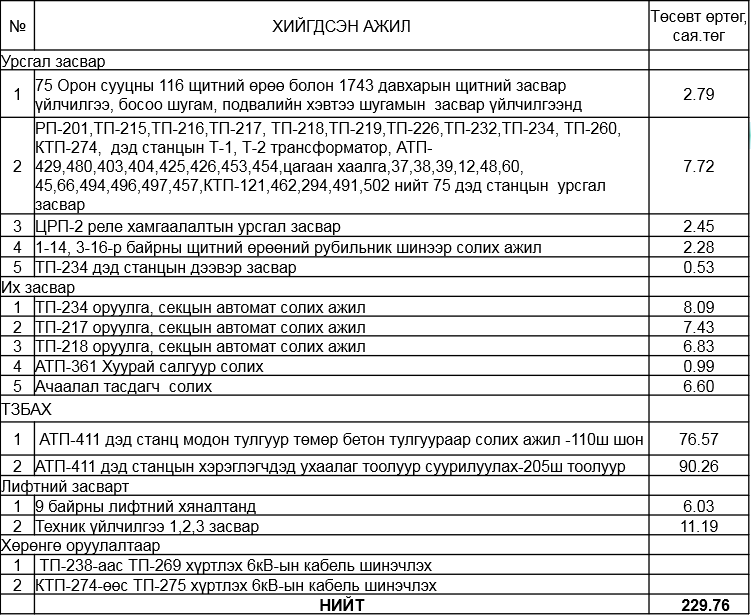 № ХИЙГДСЭН АЖИЛ Төсөвт өртөг, сая.төг
Урсгал засвар
1 75 Орон сууцны 116 щитний өрөө болон 1743 давхарын щитний засвар
үйлчилгээ, босоо шугам, подвалийн хэвтээ шугамын засвар үйлчилгээнд 2.79
2 РП-201,ТП-215,ТП-216,ТП-217, ТП-218,ТП-219,ТП-226,ТП-232,ТП-234, ТП-260,
КТП-274, дэд станцын Т-1, Т-2 трансформатор, АТП-
429,480,403,404,425,426,453,454,цагаан хаалга,37,38,39,12,48,60,
45,66,494,496,497,457,КТП-121,462,294,491,502 нийт 75 дэд станцын урсгал
засвар 7.72
3 ЦРП-2 реле хамгаалалтын урсгал засвар 2.45
4 1-14, 3-16-р байрны щитний өрөөний рубильник шинээр солих ажил 2.28
5 ТП-234 дэд станцын дээвэр засвар 0.53
Их засвар
1 ТП-234 оруулга, секцын автомат солих ажил 8.09
2 ТП-217 оруулга, секцын автомат солих ажил 7.43
3 ТП-218 оруулга, секцын автомат солих ажил 6.83
4 АТП-361 Хуурай салгуур солих 0.99
5 Ачаалал тасдагч солих 6.60
ТЗБАХ
1 АТП-411 дэд станц модон тулгуур төмөр бетон тулгуураар солих ажил -110ш шон 76.57
2 АТП-411 дэд станцын хэрэглэгчдэд ухаалаг тоолуур суурилуулах-205ш тоолуур 90.26
Лифтний засварт
1 9 байрны лифтний хяналтанд 6.03
2 Техник үйлчилгээ 1,2,3 засвар 11.19
Хөрөнгө оруулалтаар
1 ТП-238-аас ТП-269 хүртлэх 6кВ-ын кабель шинэчлэх
2 КТП-274-өөс ТП-275 хүртлэх 6кВ-ын кабель шинэчлэх
НИЙТ 229.76